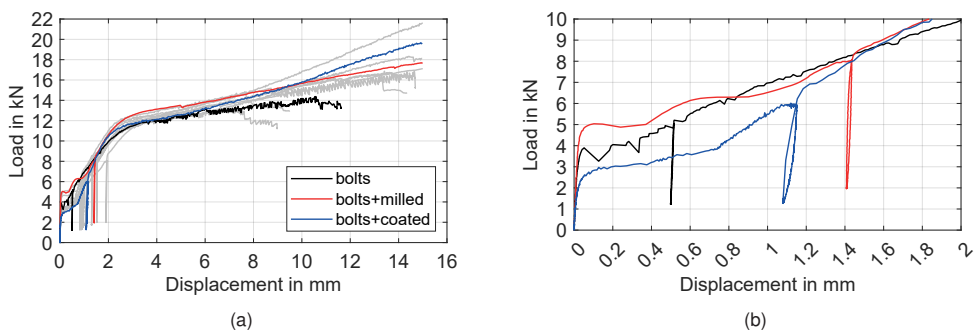 22
20
18
16
14
12
10
8
6
4
2
0
Load in kN
0 2 4 6 8 10 12 14 16
Displacement in mm
bolts
bolts+milled
bolts+coated
(a)
10
9
8
7
6
5
4
3
2
1
0
Load in kN
0 0.2 0.4 0.6 0.8 1 1.2 1.4 1.6 1.8 2
Displacement in mm
(b)